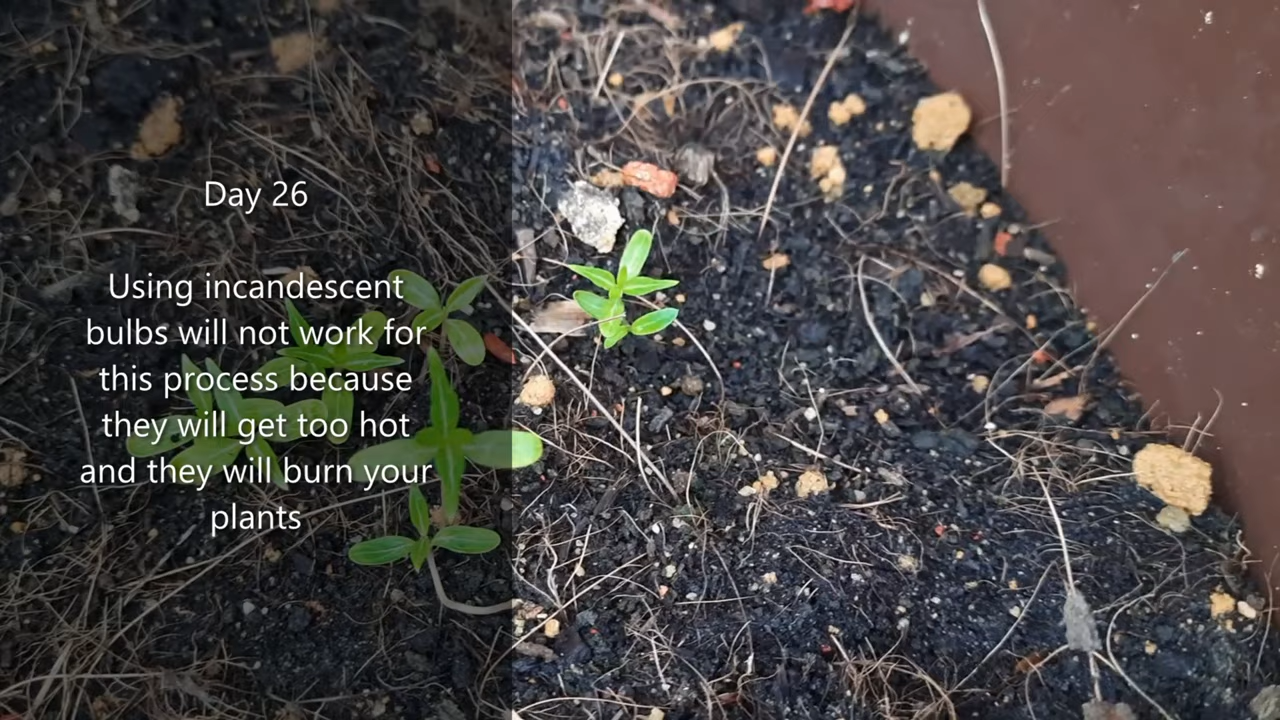 Day 26
Using incandescent
bulbs will not work for
this process because
they will get too hot
and they will burn your
plants